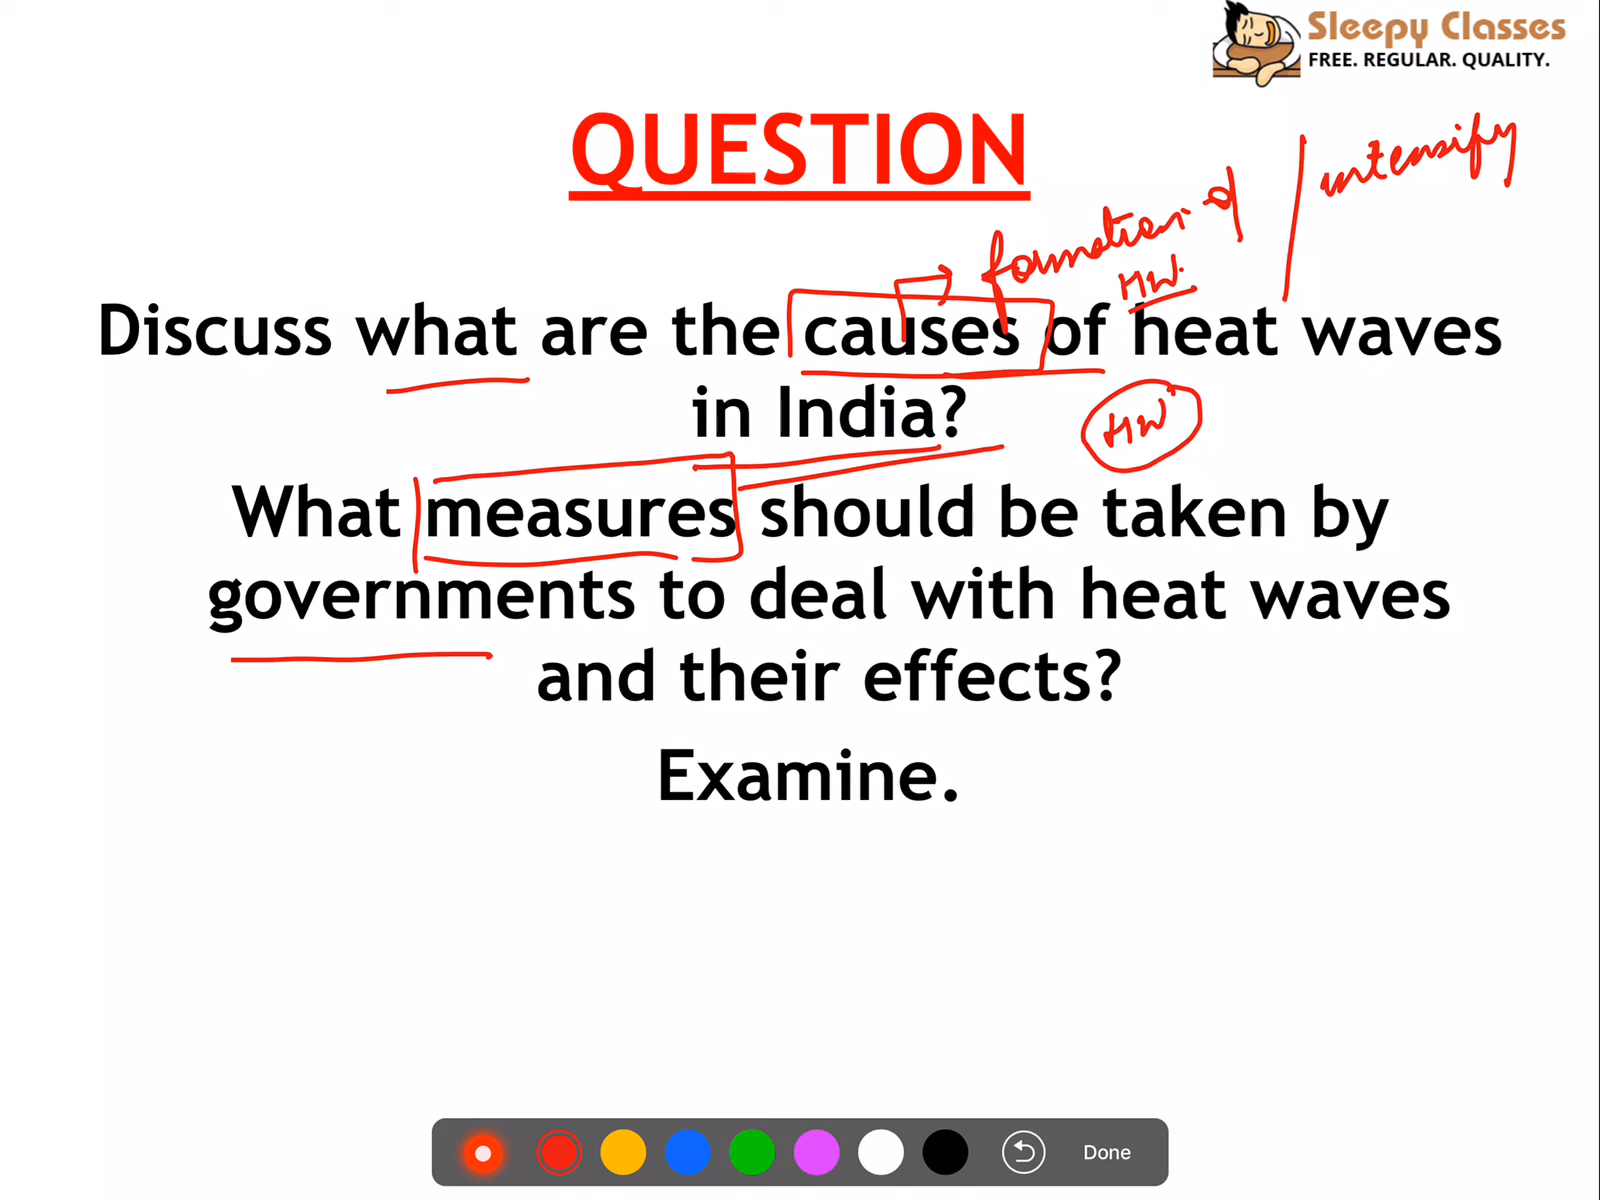 Sleepy Classes
FREE. REGULAR. QUALITY.
QUESTION
formation of / intensify
HW.
Discuss what are the causes of heat waves
in India?
HW
What measures should be taken by
governments to deal with heat waves
and their effects?
Examine.
Done